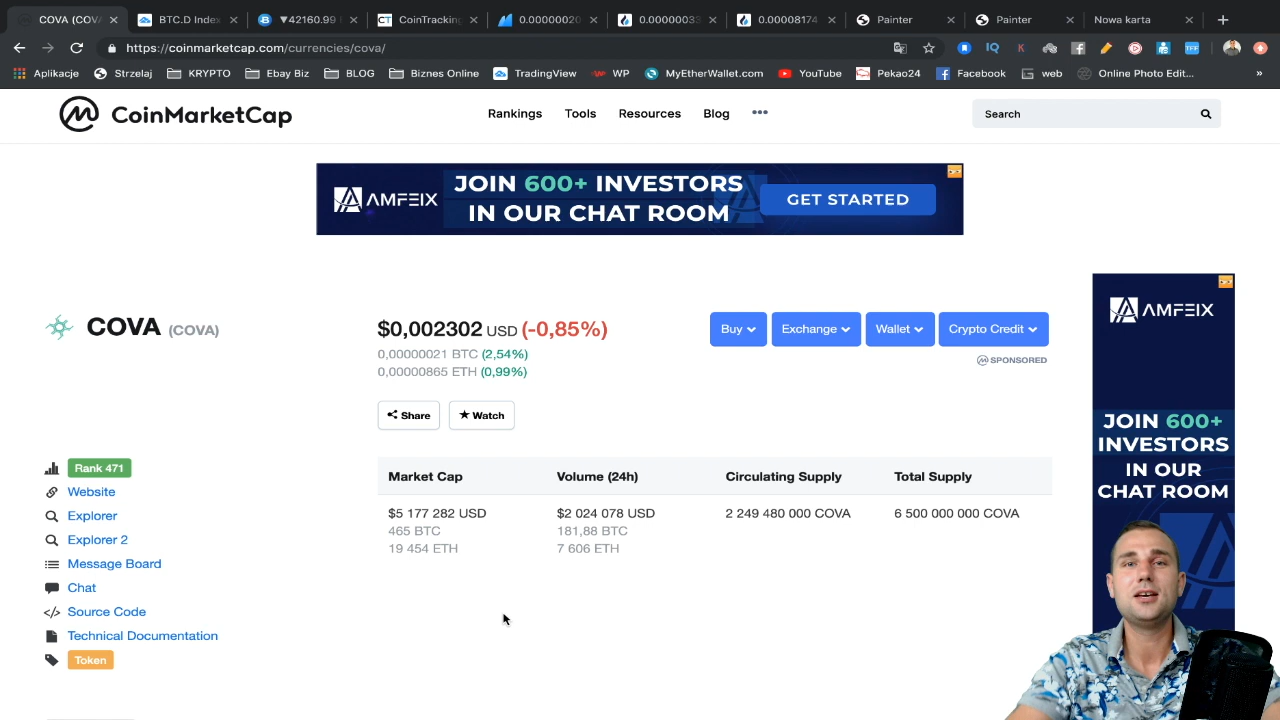 COVA (COV
BTC.D Index
▼42160.99
CoinTracking
0.00000020
0.00000033
0.00008174
Painter
Painter
Nowa karta
https://coinmarketcap.com/currencies/cova/
Aplikacje
Strzelaj
KRYPTO
Ebay Biz
BLOG
Biznes Online
TradingView
WP
MyEtherWallet.com
YouTube
Pekao24
Facebook
web
Online Photo Edit...
»
CoinMarketCap
Rankings
Tools
Resources
Blog
•••
Search
AMFEIX
JOIN 600+ INVESTORS
IN OUR CHAT ROOM
GET STARTED
COVA (COVA)
$0,002302 USD (-0,85%)
0,00000021 BTC (2,54%)
0,00000865 ETH (0,99%)
Share
Watch
Buy
Exchange
Wallet
Crypto Credit
SPONSORED
AMFEIX
JOIN 600+
INVESTORS
IN OUR
CHAT ROOM
Rank 471
Website
Explorer
Explorer 2
Message Board
Chat
Source Code
Technical Documentation
Token
Market Cap
Volume (24h)
Circulating Supply
Total Supply
$5 177 282 USD
$2 024 078 USD
2 249 480 000 COVA
6 500 000 000 COVA
465 BTC
181,88 BTC
19 454 ETH
7 606 ETH